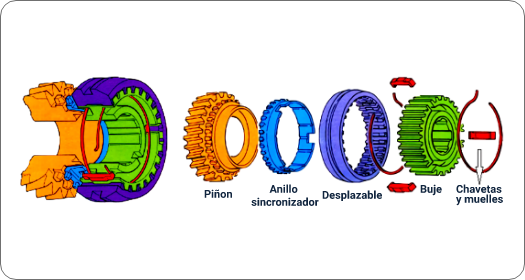 Piñon
Anillo
sincronizador
Desplazable
Buje
Chavetas
y muelles